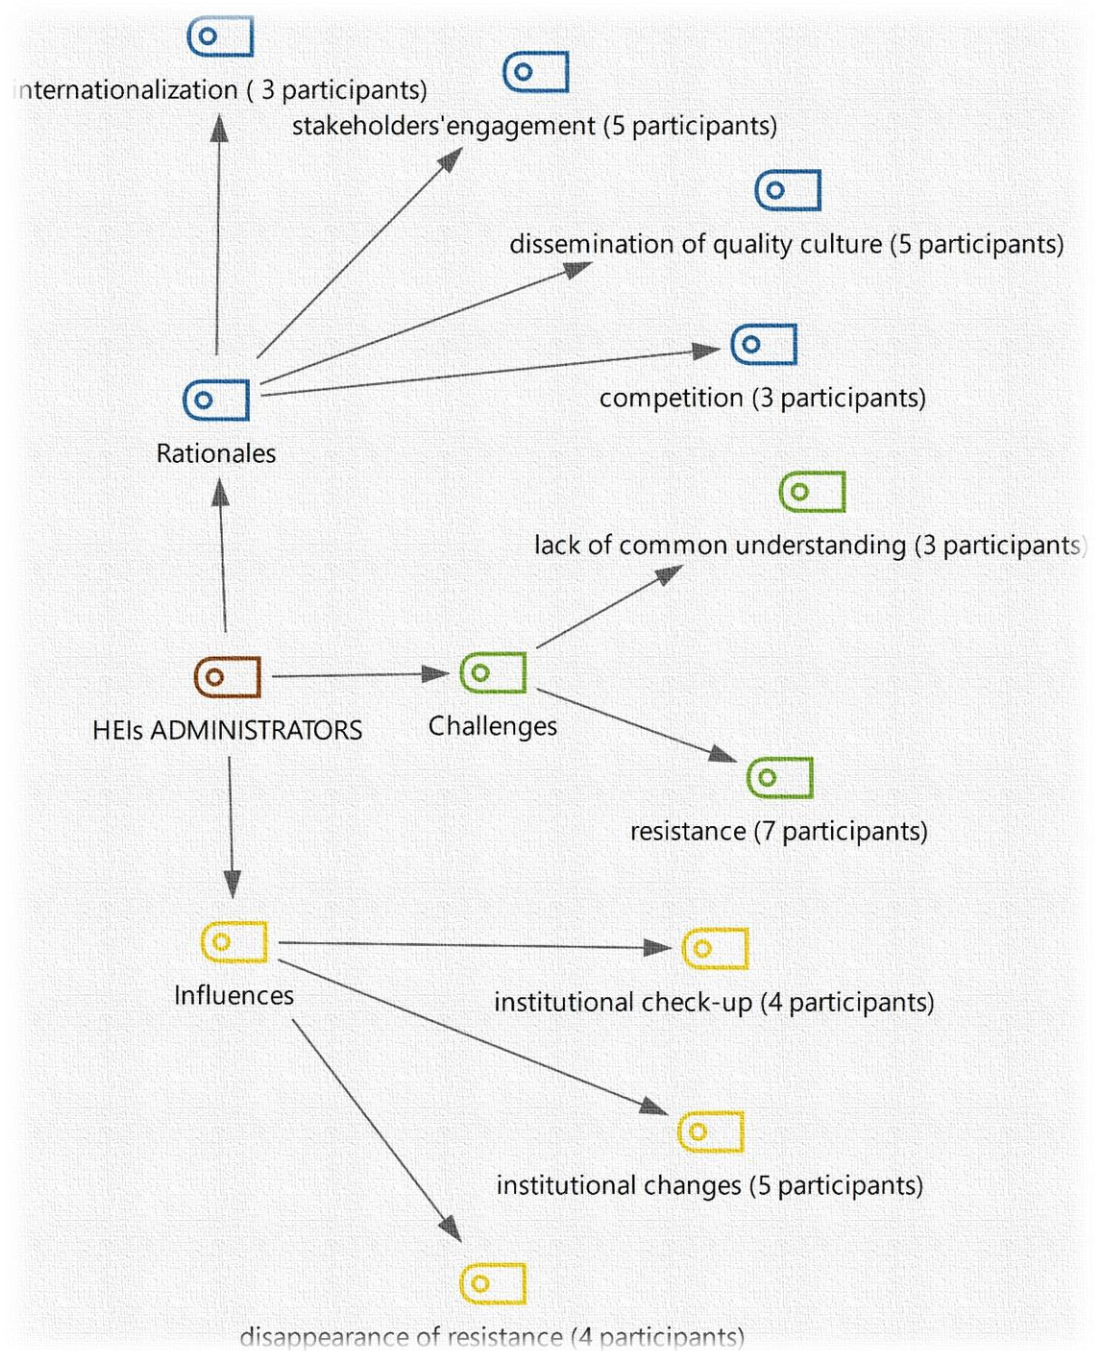 internationalization ( 3 participants)
stakeholders'engagement (5 participants)
dissemination of quality culture (5 participants)
competition (3 participants)
Rationales
lack of common understanding (3 participants)
HEIs ADMINISTRATORS
Challenges
resistance (7 participants)
Influences
institutional check-up (4 participants)
institutional changes (5 participants)
disappearance of resistance (4 participants)